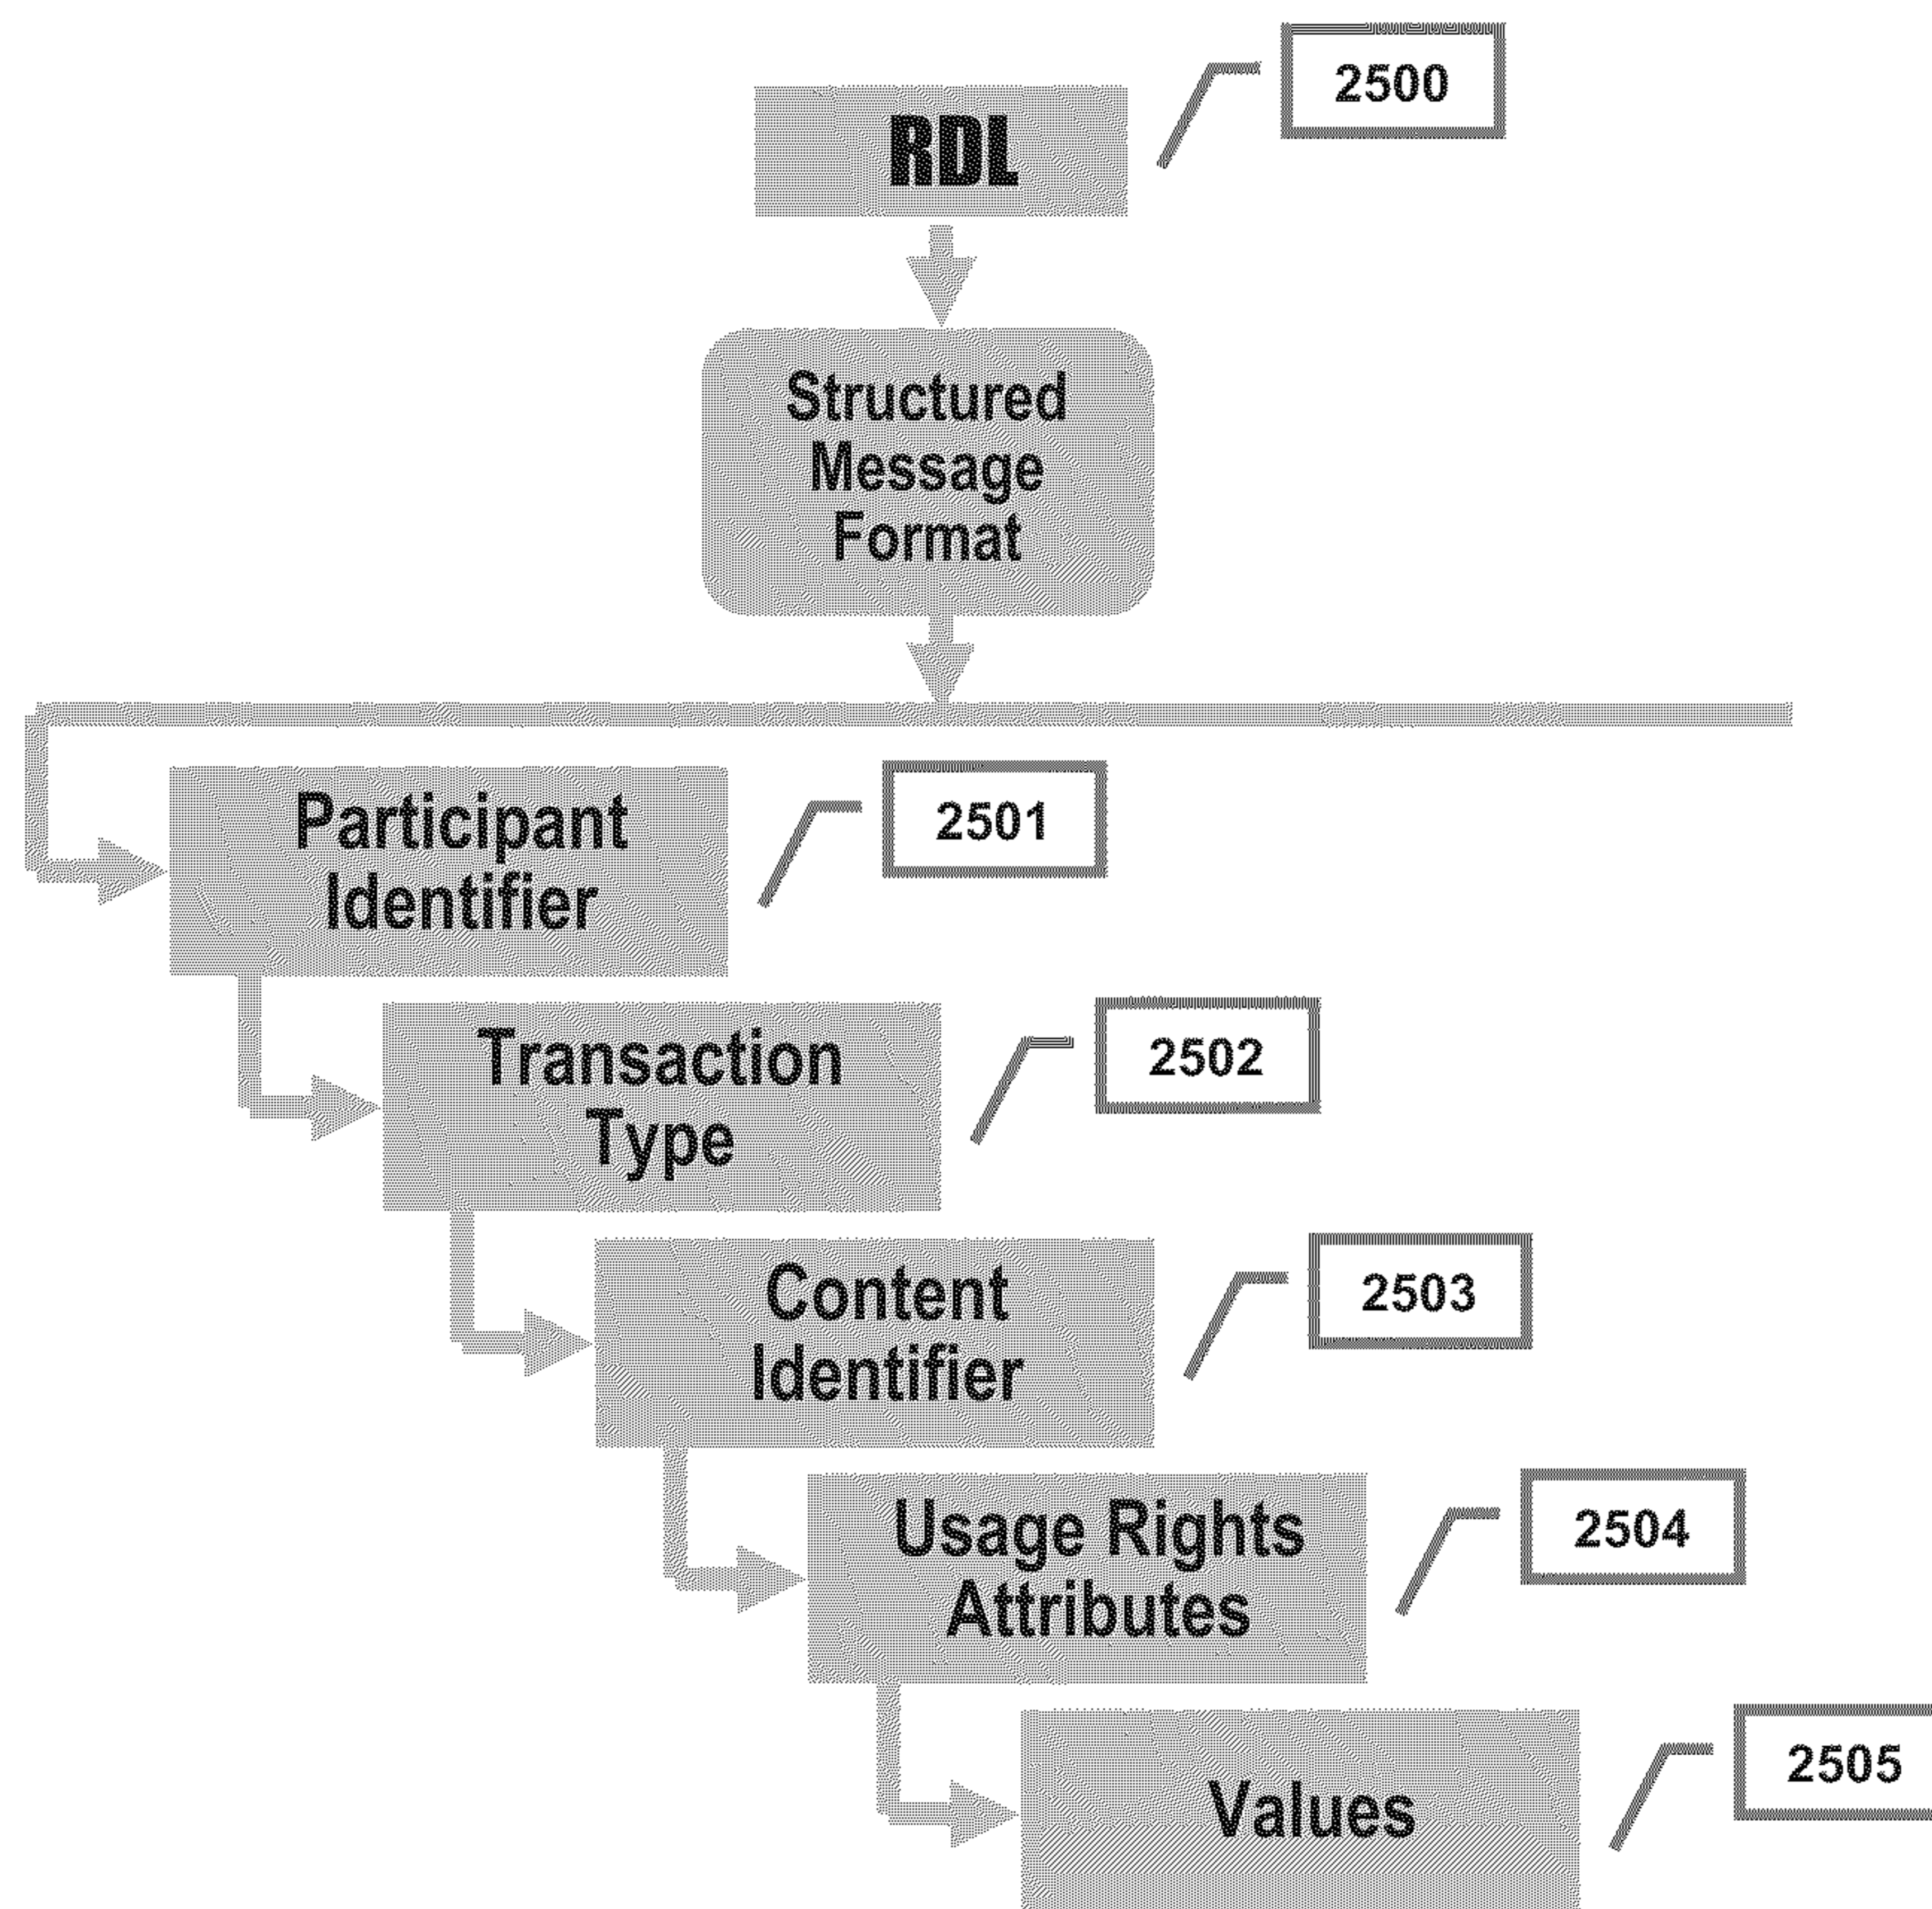 2500
RDL
Structured
Message
Format
Participant
Identifier
2501
Transaction
Type
2502
Content
Identifier
2503
Usage Rights
Attributes
2504
Values
2505